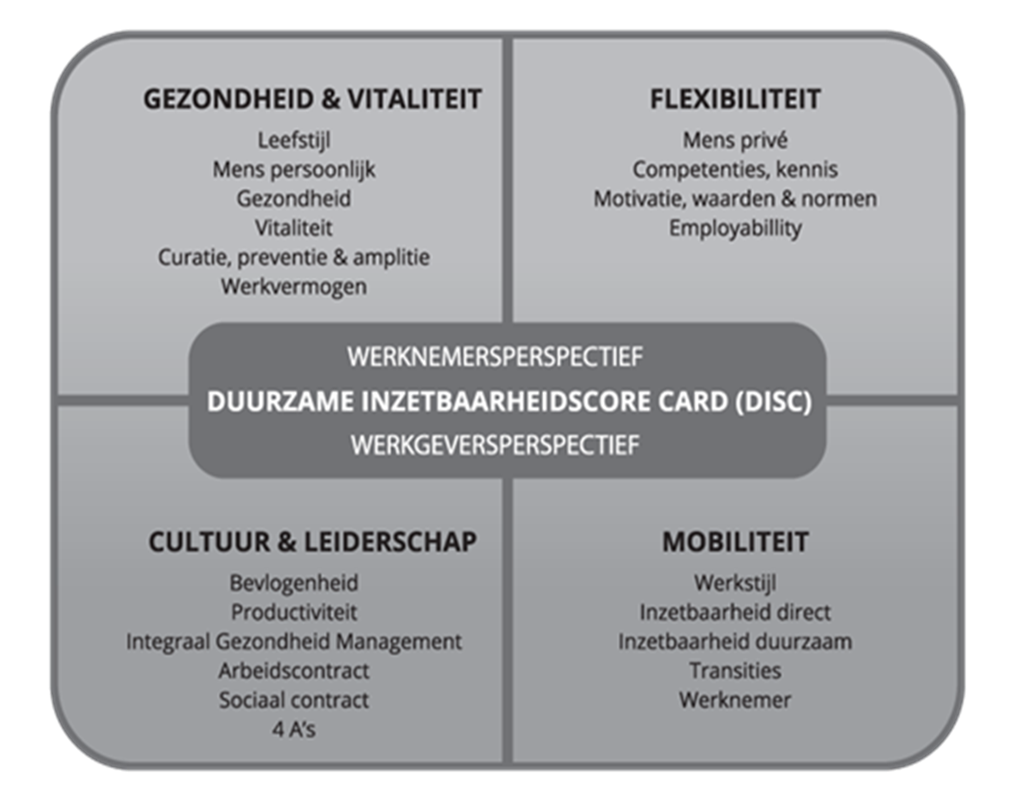 GEZONDHEID & VITALITEIT
Leefstijl
Mens persoonlijk
Gezondheid
Vitaliteit
Curatie, preventie & amplitie
Werkvermogen
FLEXIBILITEIT
Mens privé
Competenties, kennis
Motivatie, waarden & normen
Employabillity
WERKNEMERSPERSPECTIEF
DUURZAME INZETBAARHEIDSCORE CARD (DISC)
WERKGEVERSPERSPECTIEF
CULTUUR & LEIDERSCHAP
Bevlogenheid
Productiviteit
Integraal Gezondheid Management
Arbeidscontract
Sociaal contract
4 A's
MOBILITEIT
Werkstijl
Inzetbaarheid direct
Inzetbaarheid duurzaam
Transities
Werknemer